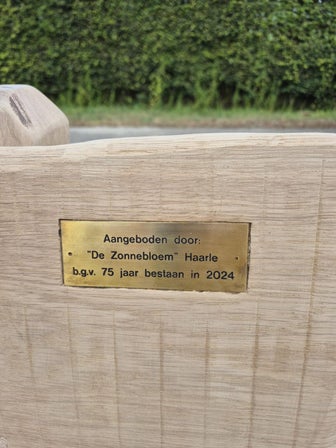 Aangeboden door:
"De Zonnebloem" Haarle
b.g.v. 75 jaar bestaan in 2024